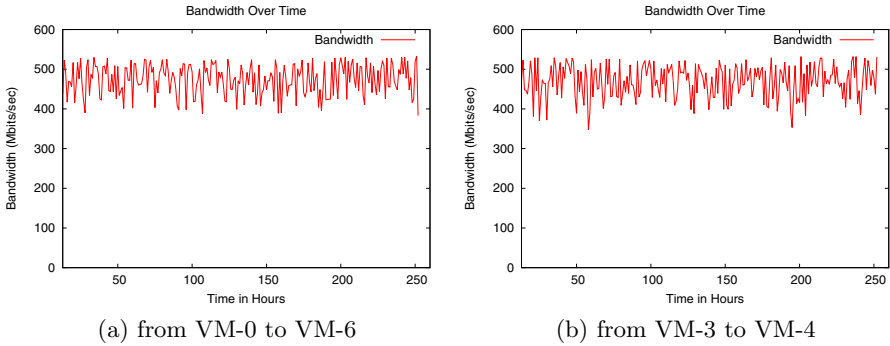 Bandwidth Over Time
Bandwidth
Bandwidth (Mbits/sec)
600
500
400
300
200
100
0
50
100
150
200
250
Time in Hours
(a) from VM-0 to VM-6
Bandwidth Over Time
Bandwidth
Bandwidth (Mbits/sec)
600
500
400
300
200
100
0
50
100
150
200
250
Time in Hours
(b) from VM-3 to VM-4